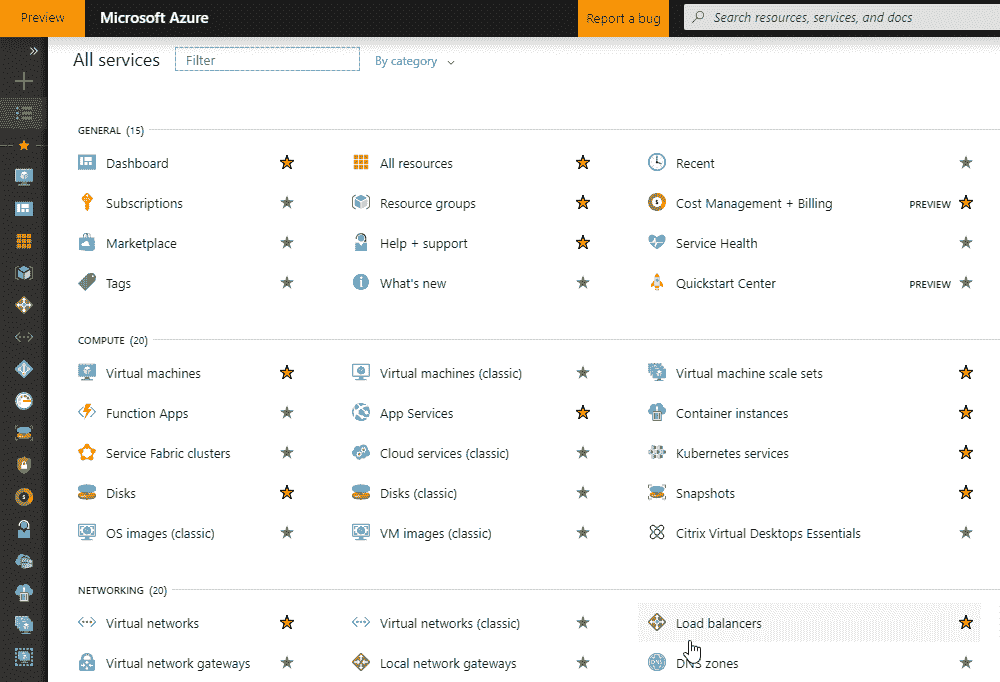 Preview Microsoft Azure Report a bug Search resources, services, and docs
All services Filter By category
GENERAL (15)
Dashboard All resources Recent
Subscriptions Resource groups Cost Management + Billing PREVIEW
Marketplace Help + support Service Health
Tags What's new Quickstart Center PREVIEW
COMPUTE (20)
Virtual machines Virtual machines (classic) Virtual machine scale sets
Function Apps App Services Container instances
Service Fabric clusters Cloud services (classic) Kubernetes services
Disks Disks (classic) Snapshots
OS images (classic) VM images (classic) Citrix Virtual Desktops Essentials
NETWORKING (20)
Virtual networks Virtual networks (classic) Load balancers
Virtual network gateways Local network gateways DNS zones